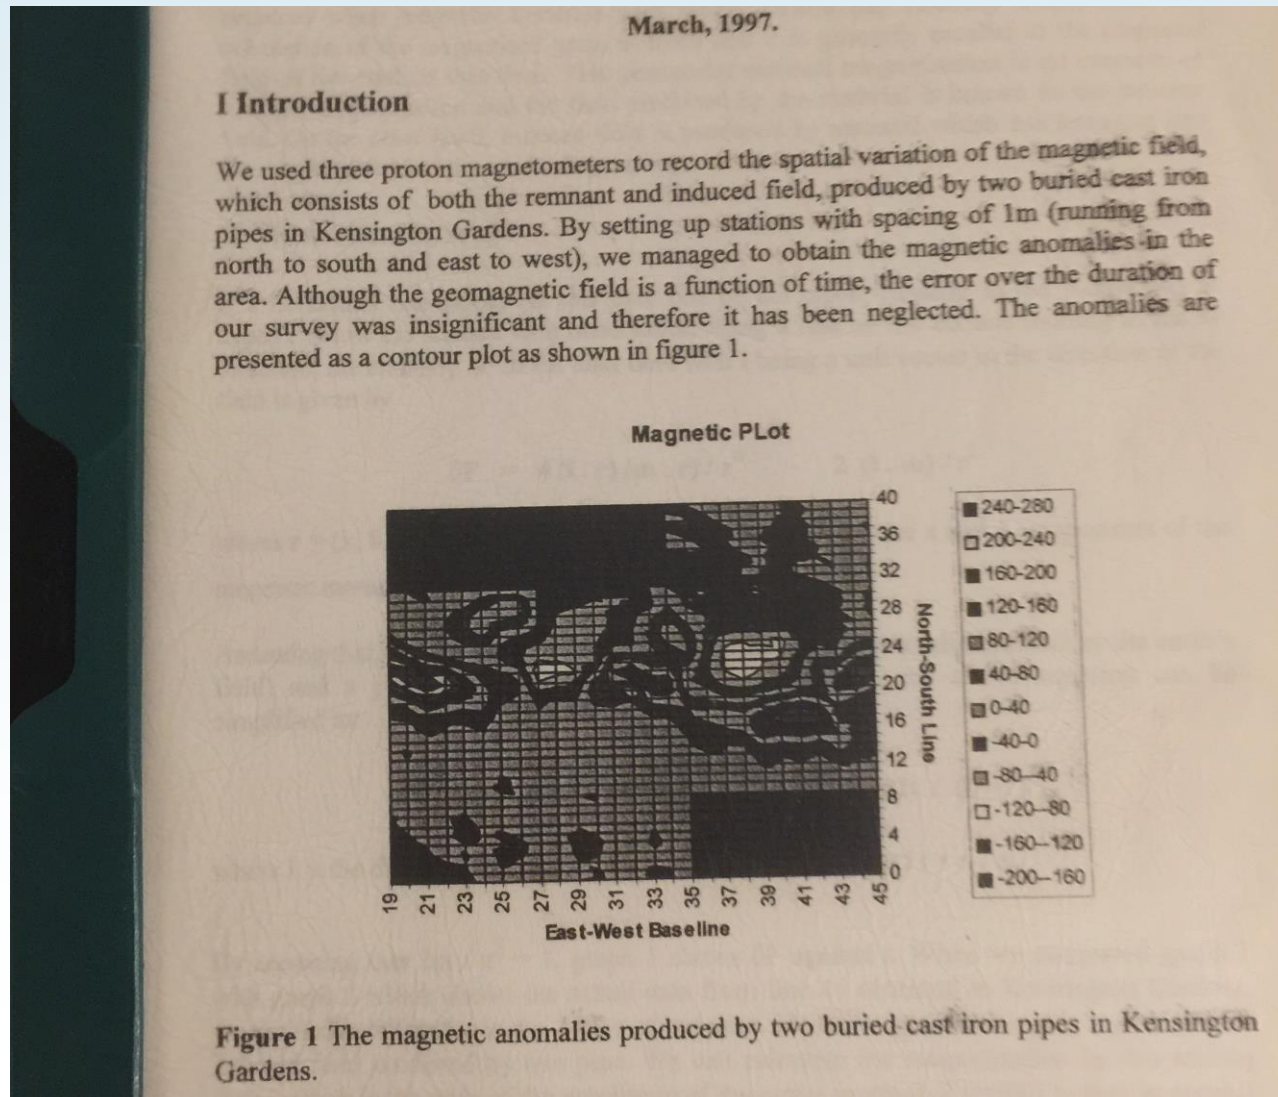 March, 1997.
I Introduction
We used three proton magnetometers to record the spatial variation of the magnetic field,
which consists of both the remnant and induced field, produced by two buried cast iron
pipes in Kensington Gardens. By setting up stations with spacing of 1m (running from
north to south and east to west), we managed to obtain the magnetic anomalies in the
area. Although the geomagnetic field is a function of time, the error over the duration of
our survey was insignificant and therefore it has been neglected. The anomalies are
presented as a contour plot as shown in figure 1.
Magnetic PLot
40
36
32
28
24
20
16
12
8
4
0
North-South Line
240-280
200-240
160-200
120-160
80-120
40-80
0-40
-40-0
-80--40
-120--80
-160--120
-200--160
19 21 23 25 27 29 31 33 35 37 39 41 43 45
East-West Baseline
Figure 1 The magnetic anomalies produced by two buried cast iron pipes in Kensington
Gardens.